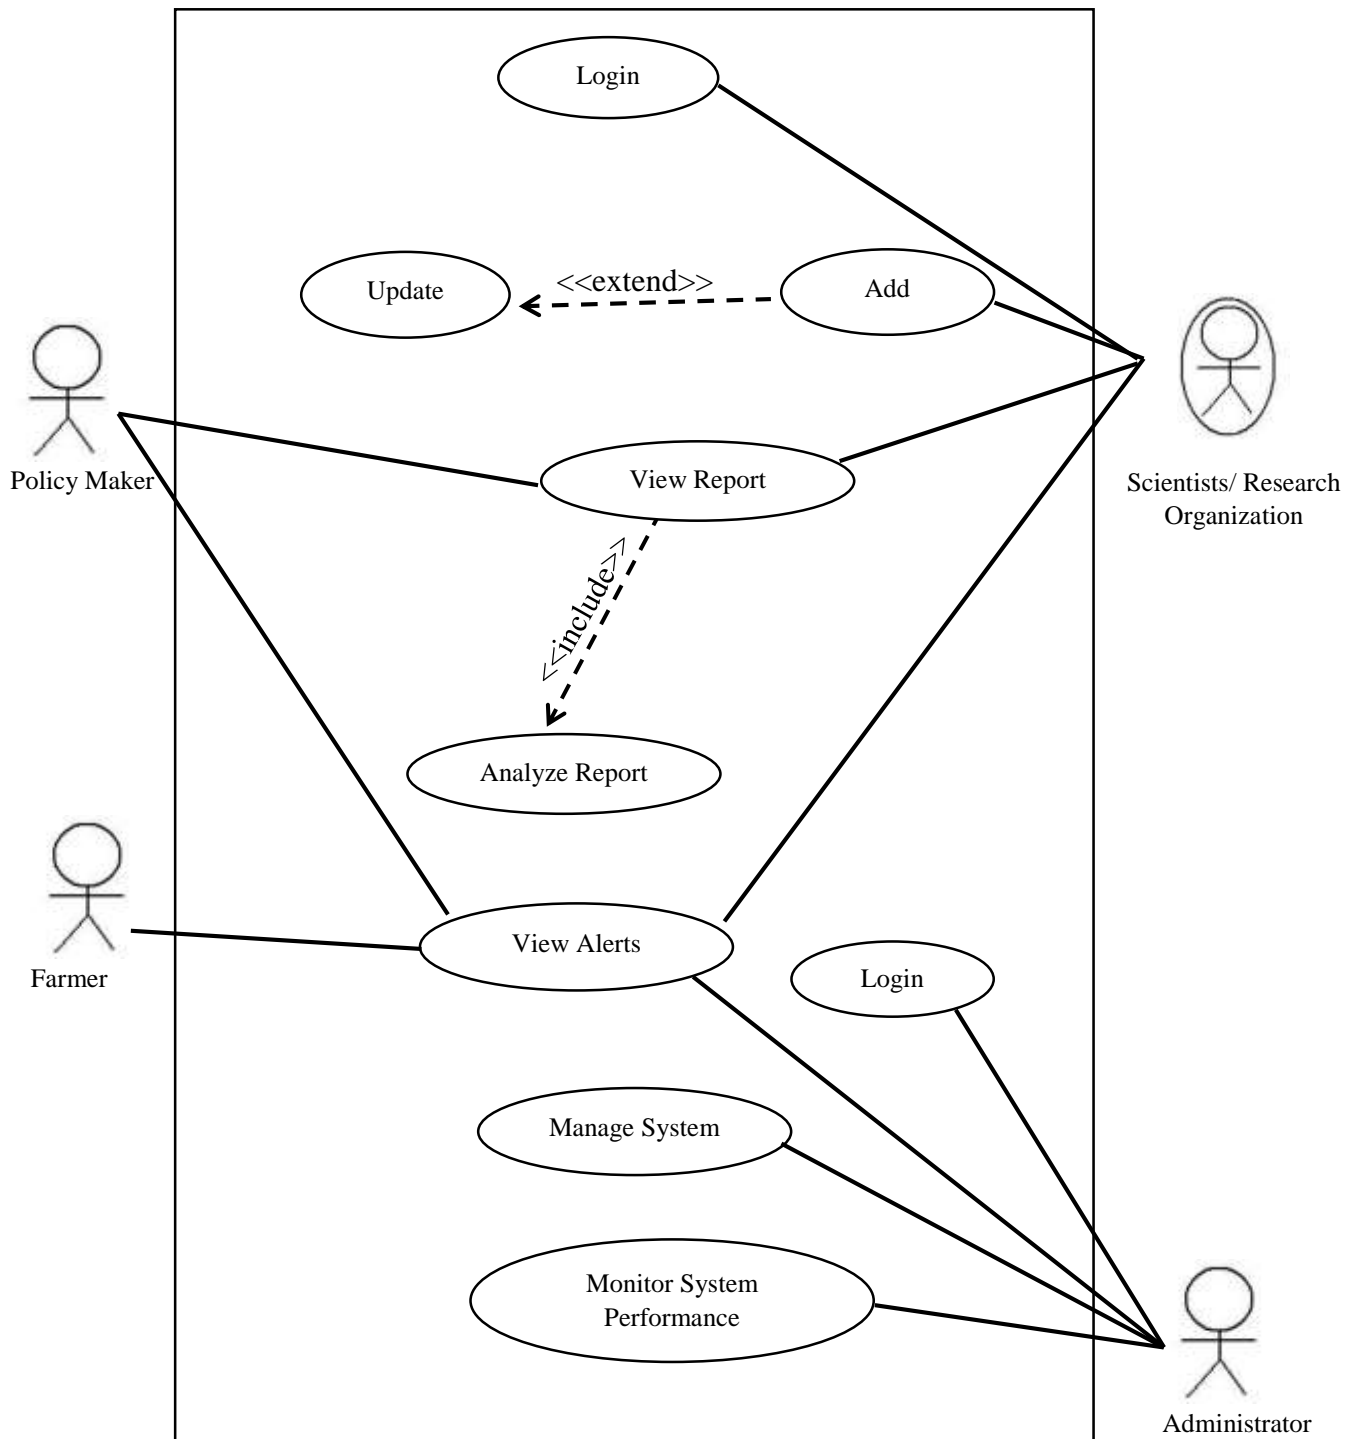 Login
Update
<<extend>>
Add
Policy Maker
View Report
Scientists/ Research
Organization
<<include>>
Analyze Report
View Alerts
Farmer
Login
Manage System
Monitor System
Performance
Administrator